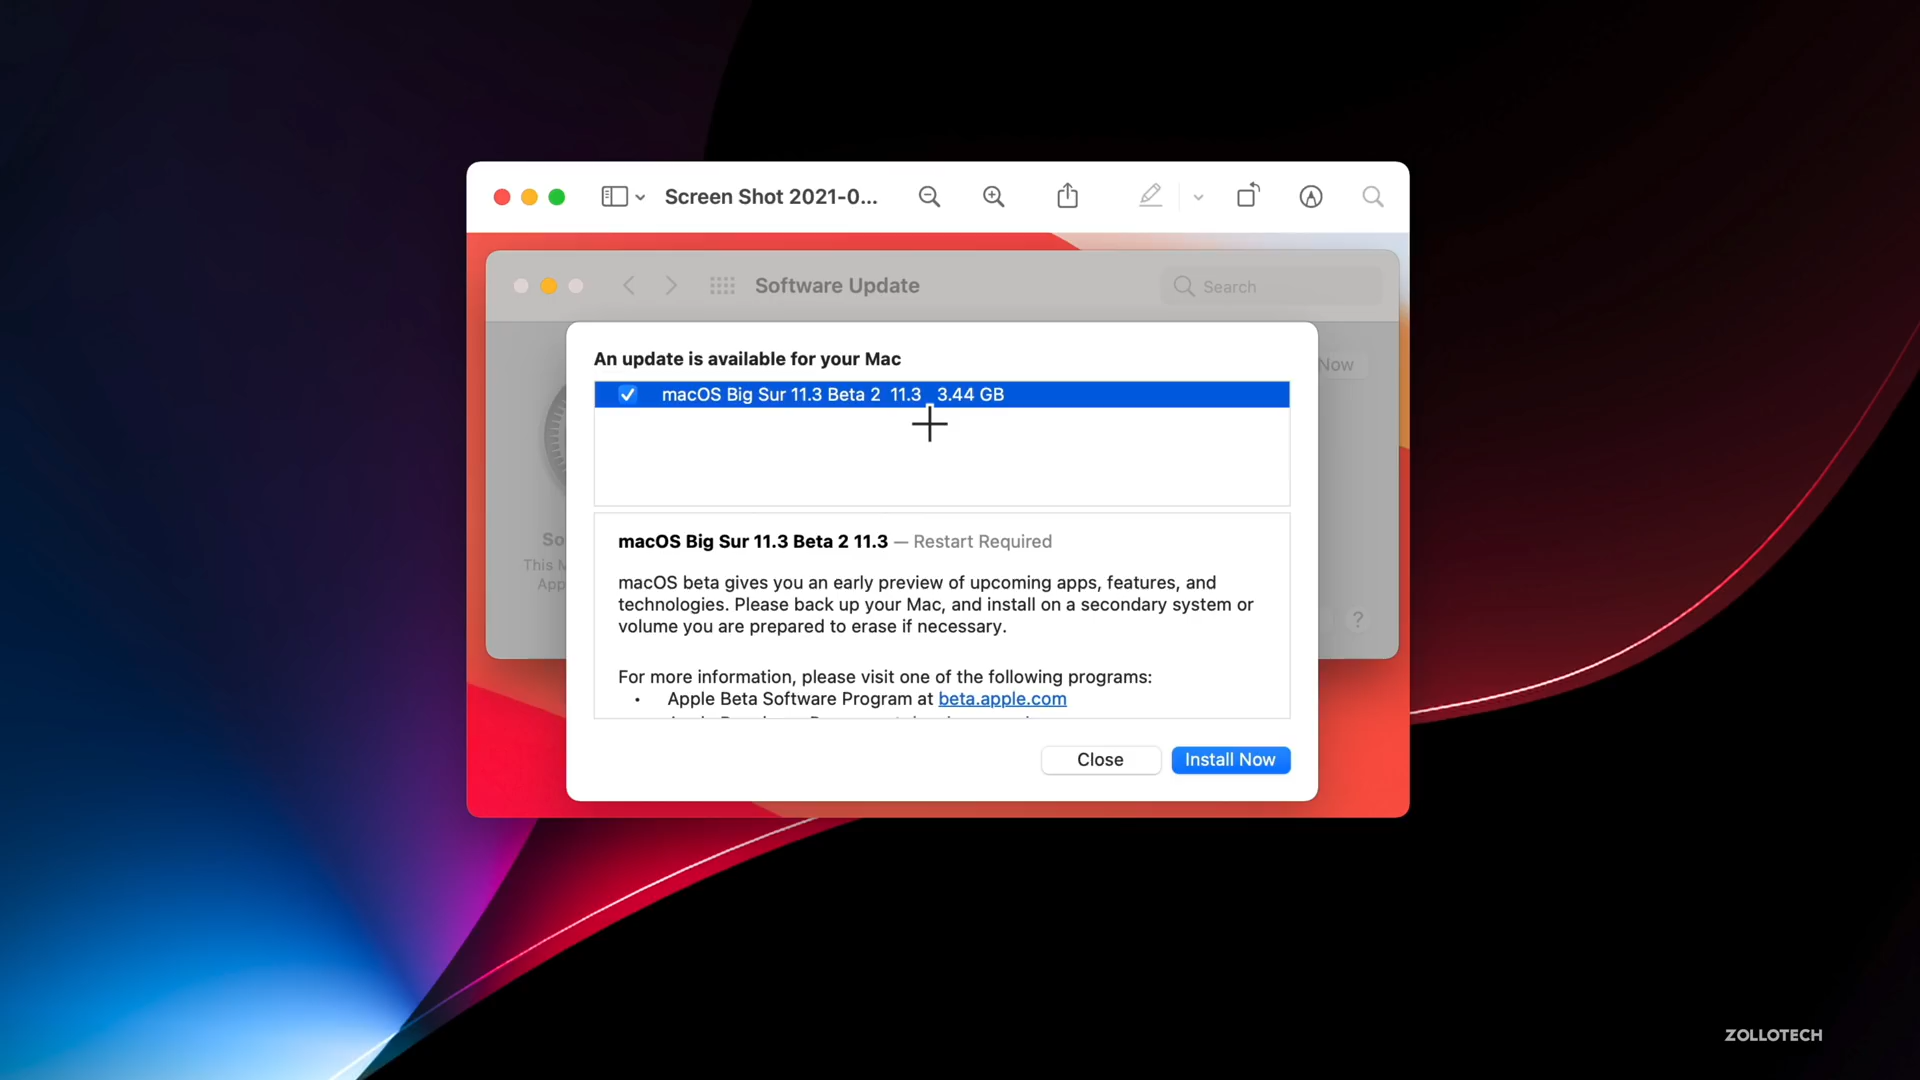 Screen Shot 2021-0...
Software Update
Search
Now
An update is available for your Mac
macOS Big Sur 11.3 Beta 2 11.3 3.44 GB
So
This M
App
macOS Big Sur 11.3 Beta 2 11.3 — Restart Required
macOS beta gives you an early preview of upcoming apps, features, and
technologies. Please back up your Mac, and install on a secondary system or
volume you are prepared to erase if necessary.
?
For more information, please visit one of the following programs:
• Apple Beta Software Program at beta.apple.com
Close
Install Now
ZOLLOTECH